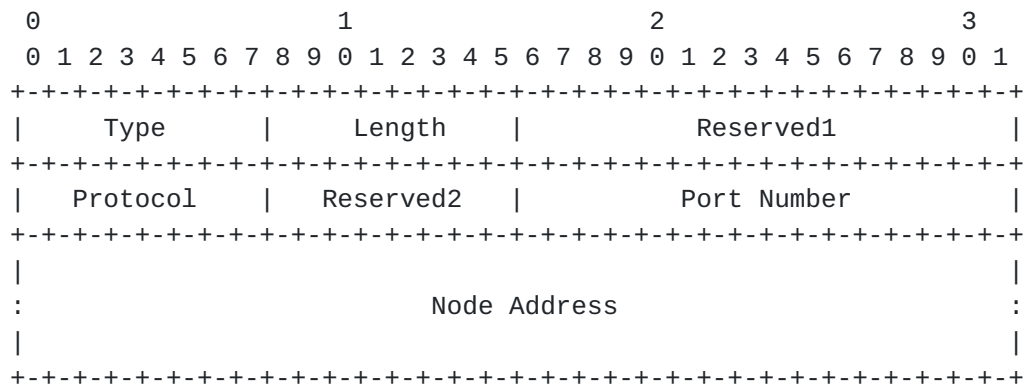 0                   1                   2                   3
 0 1 2 3 4 5 6 7 8 9 0 1 2 3 4 5 6 7 8 9 0 1 2 3 4 5 6 7 8 9 0 1
+-+-+-+-+-+-+-+-+-+-+-+-+-+-+-+-+-+-+-+-+-+-+-+-+-+-+-+-+-+-+-+-+
|     Type      |     Length    |           Reserved1           |
+-+-+-+-+-+-+-+-+-+-+-+-+-+-+-+-+-+-+-+-+-+-+-+-+-+-+-+-+-+-+-+-+
|   Protocol    |   Reserved2   |          Port Number          |
+-+-+-+-+-+-+-+-+-+-+-+-+-+-+-+-+-+-+-+-+-+-+-+-+-+-+-+-+-+-+-+-+
|                                                               |
:                          Node Address                         :
|                                                               |
+-+-+-+-+-+-+-+-+-+-+-+-+-+-+-+-+-+-+-+-+-+-+-+-+-+-+-+-+-+-+-+-+